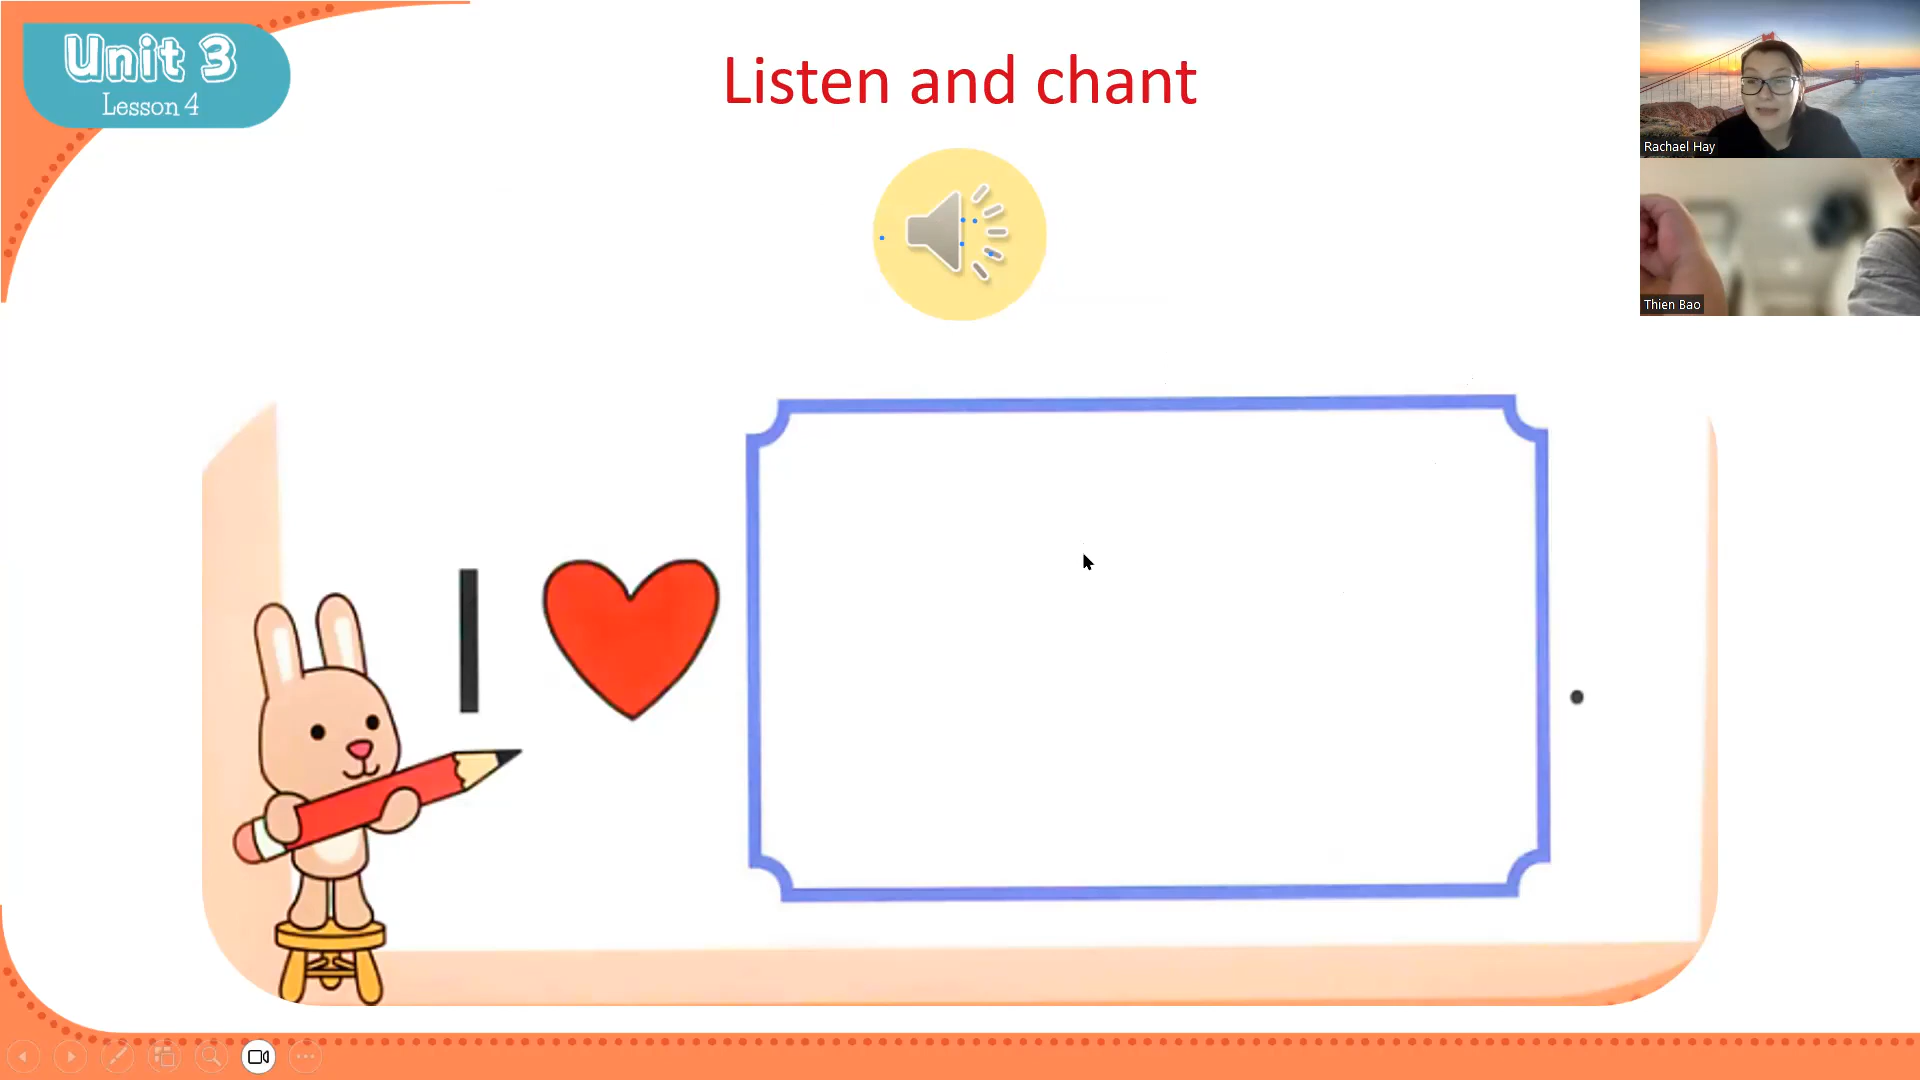 Unit 3
Lesson 4
Listen and chant
Rachael Hay
Thien Bao
I
.